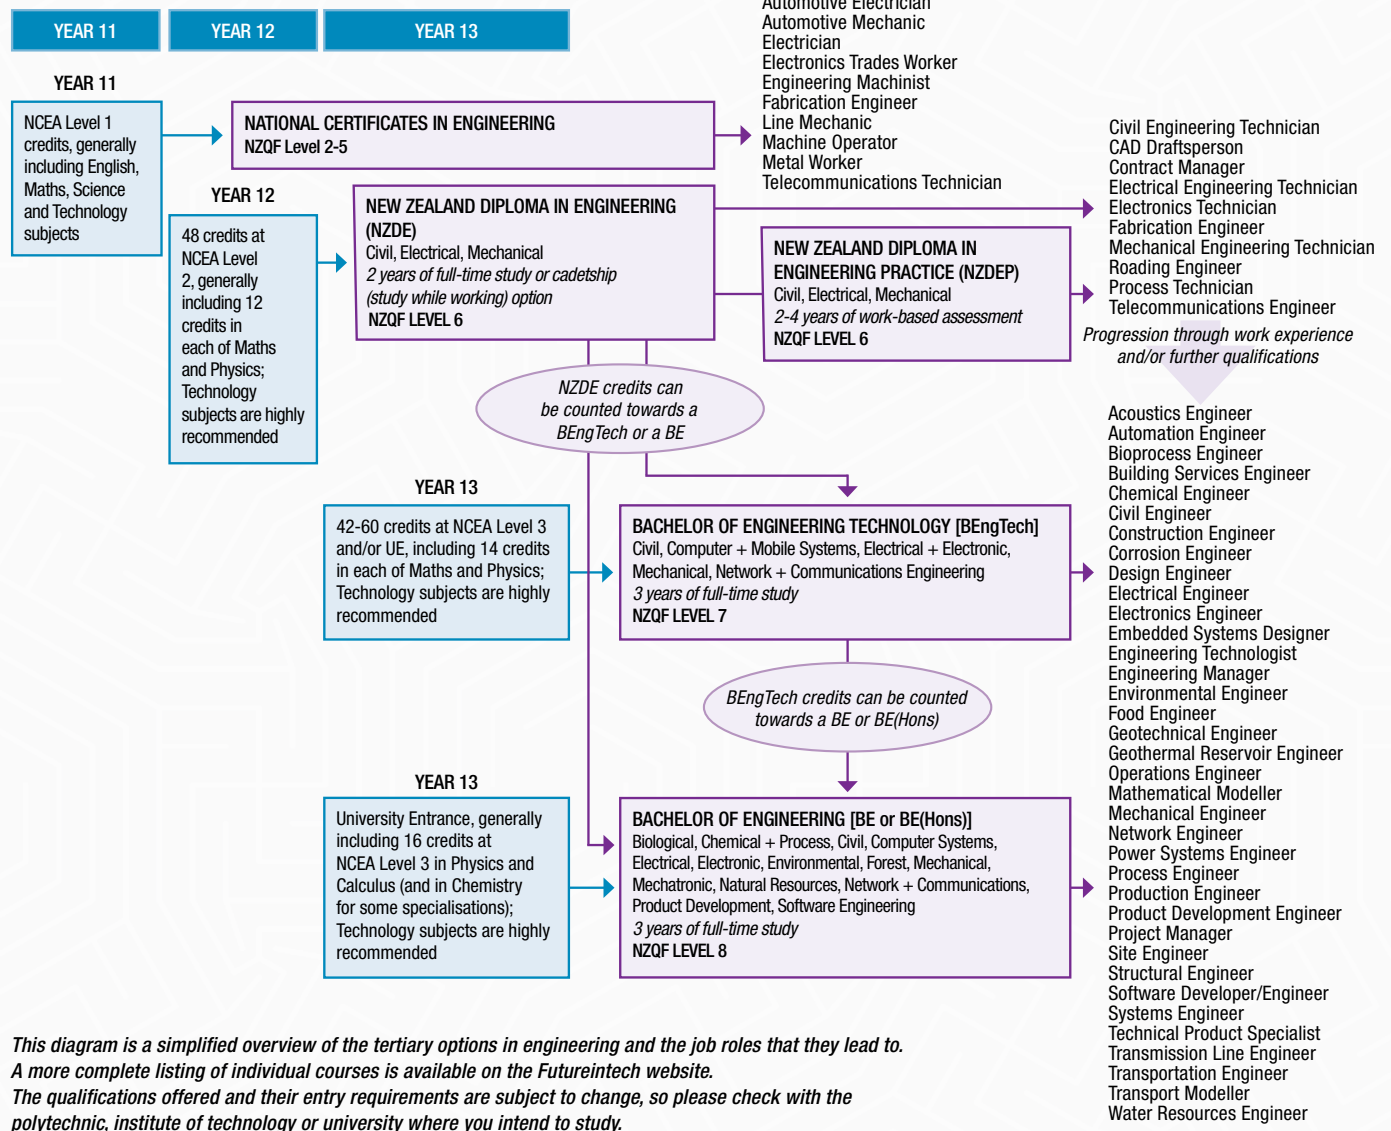 YEAR 11
YEAR 12
YEAR 13
Automotive Electrician
Automotive Mechanic
Electrician
Electronics Trades Worker
Engineering Machinist
Fabrication Engineer
Line Mechanic
Machine Operator
Metal Worker
Telecommunications Technician
YEAR 11
NCEA Level 1
credits, generally
including English,
Maths, Science
and Technology
subjects
NATIONAL CERTIFICATES IN ENGINEERING
NZQF Level 2-5
YEAR 12
48 credits at
NCEA Level
2, generally
including 12
credits in
each of Maths
and Physics;
Technology
subjects are highly
recommended
NEW ZEALAND DIPLOMA IN ENGINEERING
(NZDE)
Civil, Electrical, Mechanical
2 years of full-time study or cadetship
(study while working) option
NZQF LEVEL 6
NEW ZEALAND DIPLOMA IN
ENGINEERING PRACTICE (NZDEP)
Civil, Electrical, Mechanical
2-4 years of work-based assessment
NZQF LEVEL 6
Civil Engineering Technician
CAD Draftsperson
Contract Manager
Electrical Engineering Technician
Electronics Technician
Fabrication Engineer
Mechanical Engineering Technician
Roading Engineer
Process Technician
Telecommunications Engineer
Progression through work experience
and/or further qualifications
NZDE credits can
be counted towards a
BEngTech or a BE
YEAR 13
42-60 credits at NCEA Level 3
and/or UE, including 14 credits
in each of Maths and Physics;
Technology subjects are highly
recommended
BACHELOR OF ENGINEERING TECHNOLOGY [BEngTech]
Civil, Computer + Mobile Systems, Electrical + Electronic,
Mechanical, Network + Communications Engineering
3 years of full-time study
NZQF LEVEL 7
BEngTech credits can be counted
towards a BE or BE(Hons)
YEAR 13
University Entrance, generally
including 16 credits at
NCEA Level 3 in Physics and
Calculus (and in Chemistry
for some specialisations);
Technology subjects are highly
recommended
BACHELOR OF ENGINEERING [BE or BE(Hons)]
Biological, Chemical + Process, Civil, Computer Systems,
Electrical, Electronic, Environmental, Forest, Mechanical,
Mechatronic, Natural Resources, Network + Communications,
Product Development, Software Engineering
3 years of full-time study
NZQF LEVEL 8
Acoustics Engineer
Automation Engineer
Bioprocess Engineer
Building Services Engineer
Chemical Engineer
Civil Engineer
Construction Engineer
Corrosion Engineer
Design Engineer
Electrical Engineer
Electronics Engineer
Embedded Systems Designer
Engineering Technologist
Engineering Manager
Environmental Engineer
Food Engineer
Geotechnical Engineer
Geothermal Reservoir Engineer
Operations Engineer
Mathematical Modeller
Mechanical Engineer
Network Engineer
Power Systems Engineer
Process Engineer
Production Engineer
Product Development Engineer
Project Manager
Site Engineer
Structural Engineer
Software Developer/Engineer
Systems Engineer
Technical Product Specialist
Transmission Line Engineer
Transportation Engineer
Transport Modeller
Water Resources Engineer
This diagram is a simplified overview of the tertiary options in engineering and the job roles that they lead to.
A more complete listing of individual courses is available on the Futureintech website.
The qualifications offered and their entry requirements are subject to change, so please check with the
polytechnic, institute of technology or university where you intend to study.